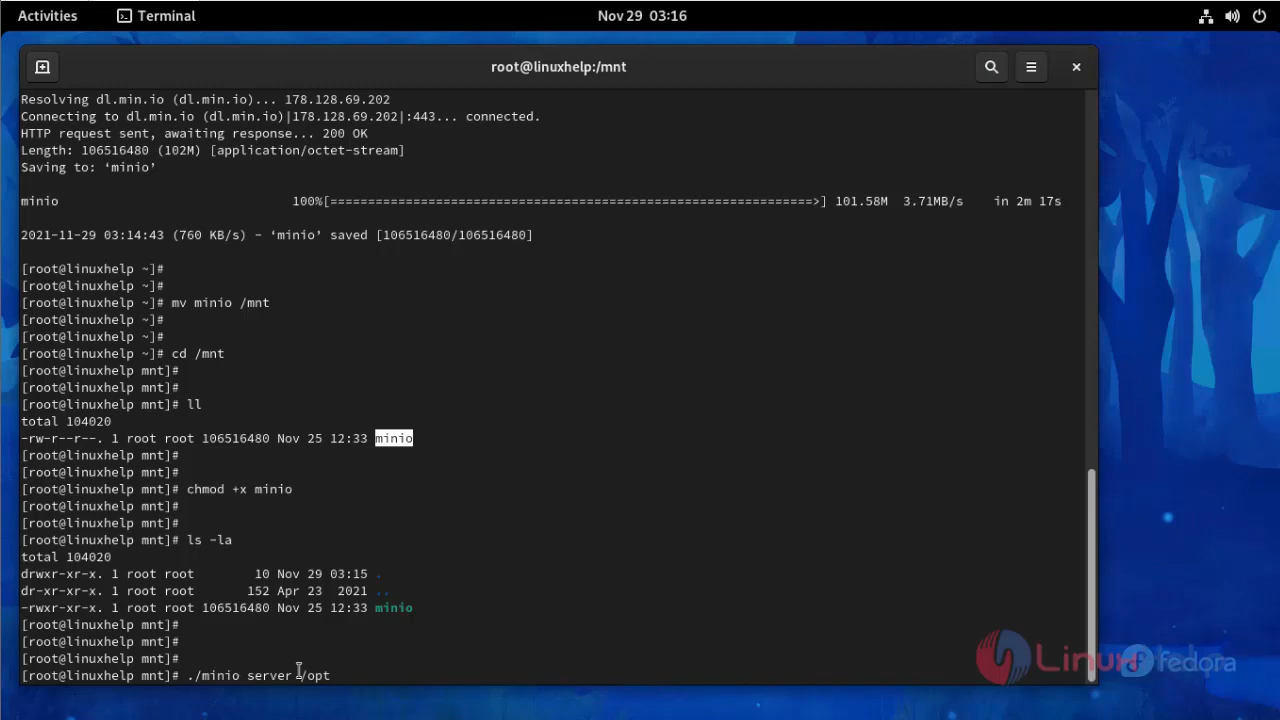 Activities
Terminal
Nov 29 03:16
root@linuxhelp:/mnt
Resolving dl.min.io (dl.min.io)... 178.128.69.202
Connecting to dl.min.io (dl.min.io)|178.128.69.202|:443... connected.
HTTP request sent, awaiting response... 200 OK
Length: 106516480 (102M) [application/octet-stream]
Saving to: ‘minio’
minio 100%[================================================================>] 101.58M 3.71MB/s in 2m 17s
2021-11-29 03:14:43 (760 KB/s) – ‘minio’ saved [106516480/106516480]
[root@linuxhelp ~]#
[root@linuxhelp ~]#
[root@linuxhelp ~]# mv minio /mnt
[root@linuxhelp ~]#
[root@linuxhelp ~]#
[root@linuxhelp ~]# cd /mnt
[root@linuxhelp mnt]#
[root@linuxhelp mnt]#
[root@linuxhelp mnt]# ll
total 104020
-rw-r--r--. 1 root root 106516480 Nov 25 12:33 minio
[root@linuxhelp mnt]#
[root@linuxhelp mnt]#
[root@linuxhelp mnt]# chmod +x minio
[root@linuxhelp mnt]#
[root@linuxhelp mnt]#
[root@linuxhelp mnt]# ls -la
total 104020
drwxr-xr-x. 1 root root 10 Nov 29 03:15 .
dr-xr-xr-x. 1 root root 152 Apr 23 2021 ..
-rwxr-xr-x. 1 root root 106516480 Nov 25 12:33 minio
[root@linuxhelp mnt]#
[root@linuxhelp mnt]#
[root@linuxhelp mnt]#
[root@linuxhelp mnt]# ./minio server /opt
Linux
fedora